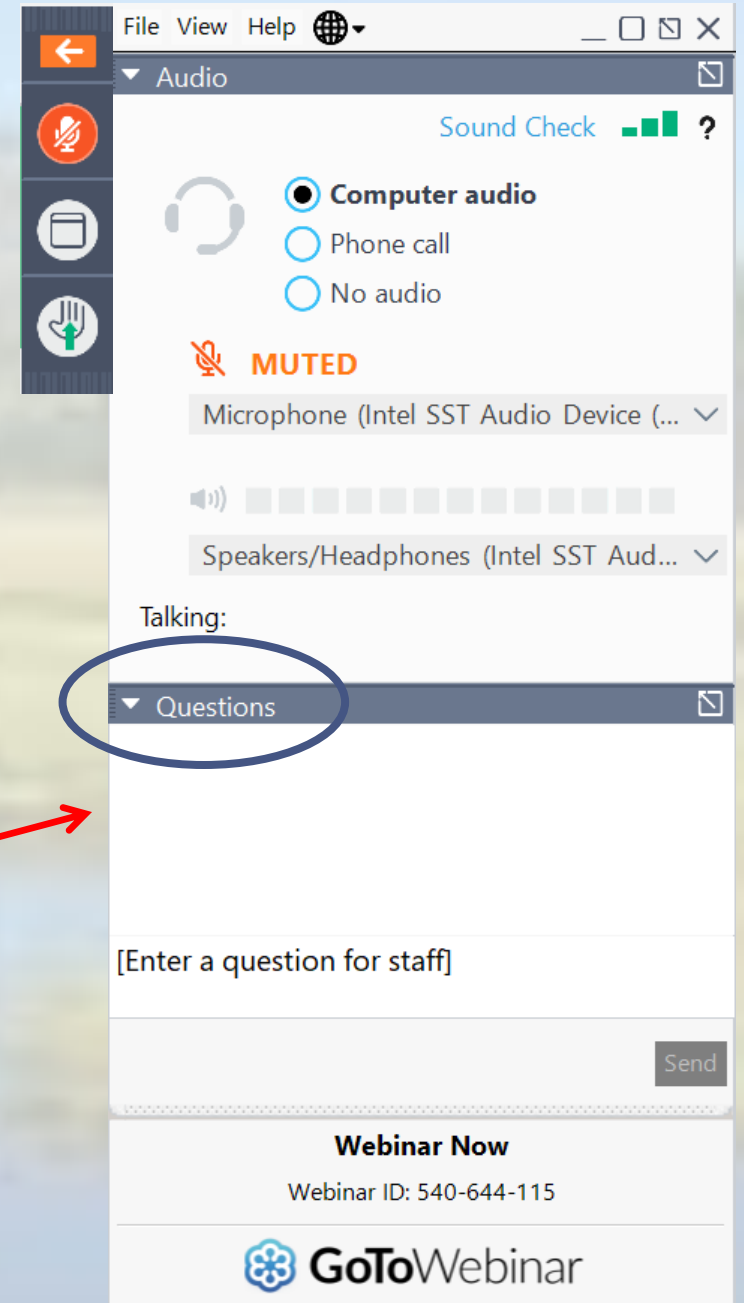 File View Help
Audio
Sound Check ?
Computer audio
Phone call
No audio
MUTED
Microphone (Intel SST Audio Device (...
Speakers/Headphones (Intel SST Aud...
Talking:
Questions
[Enter a question for staff]
Send
Webinar Now
Webinar ID: 540-644-115
GoToWebinar